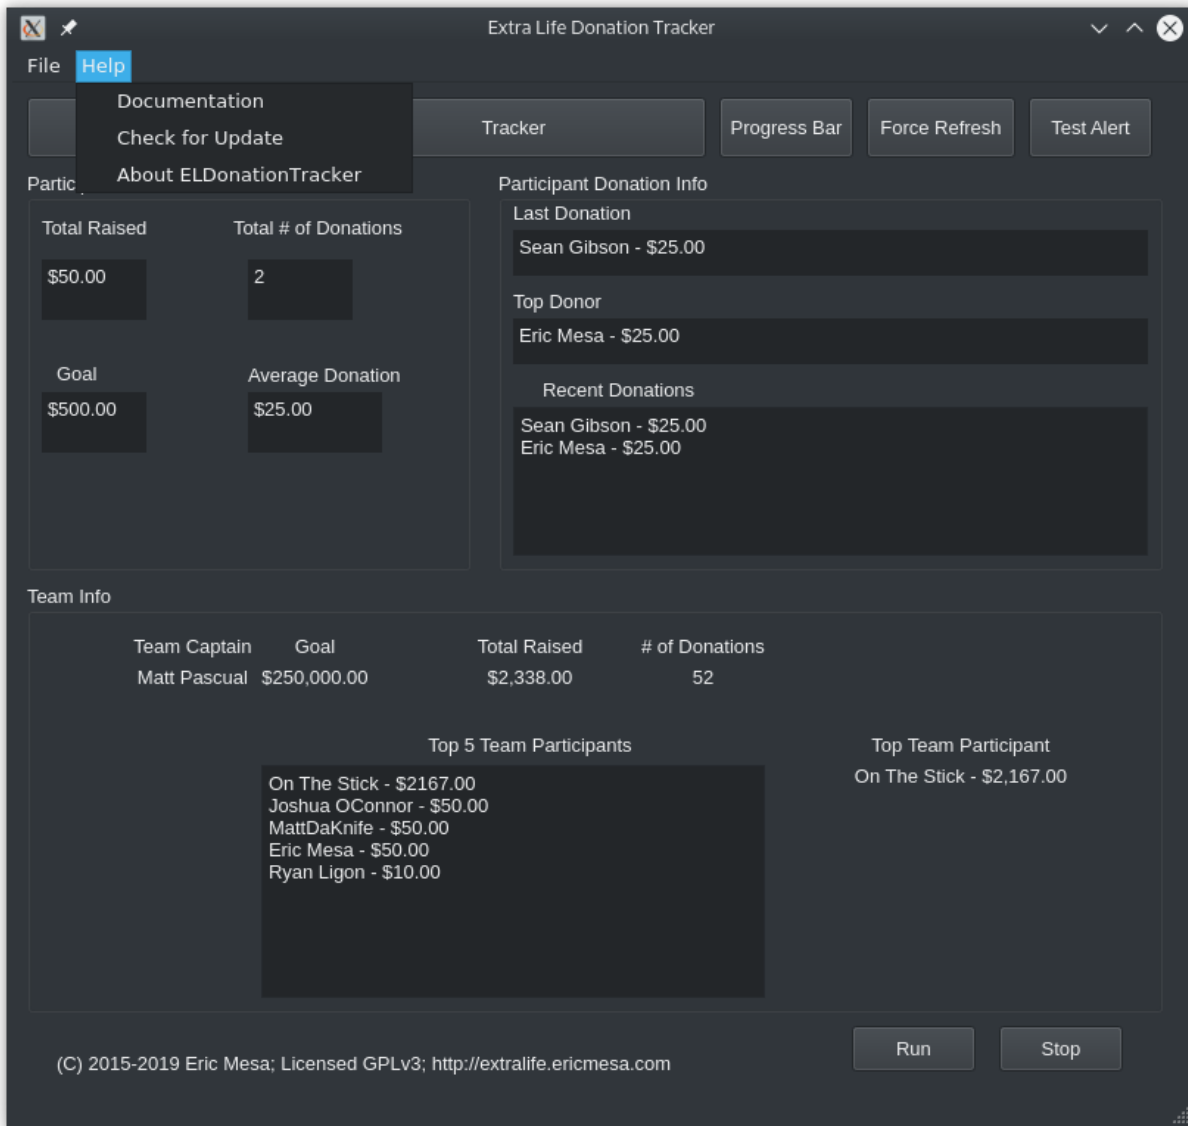 Extra Life Donation Tracker
File Help
Documentation
Check for Update
About ELDonationTracker
Tracker Progress Bar Force Refresh Test Alert
Participant Donation Info
Total Raised Total # of Donations
$50.00 2
Goal Average Donation
$500.00 $25.00
Last Donation
Sean Gibson - $25.00
Top Donor
Eric Mesa - $25.00
Recent Donations
Sean Gibson - $25.00
Eric Mesa - $25.00
Team Info
Team Captain Goal Total Raised # of Donations
Matt Pascual $250,000.00 $2,338.00 52
Top 5 Team Participants
On The Stick - $2167.00
Joshua OConnor - $50.00
MattDaKnife - $50.00
Eric Mesa - $50.00
Ryan Ligon - $10.00
Top Team Participant
On The Stick - $2,167.00
Run Stop
(C) 2015-2019 Eric Mesa; Licensed GPLv3; http://extralife.ericmesa.com